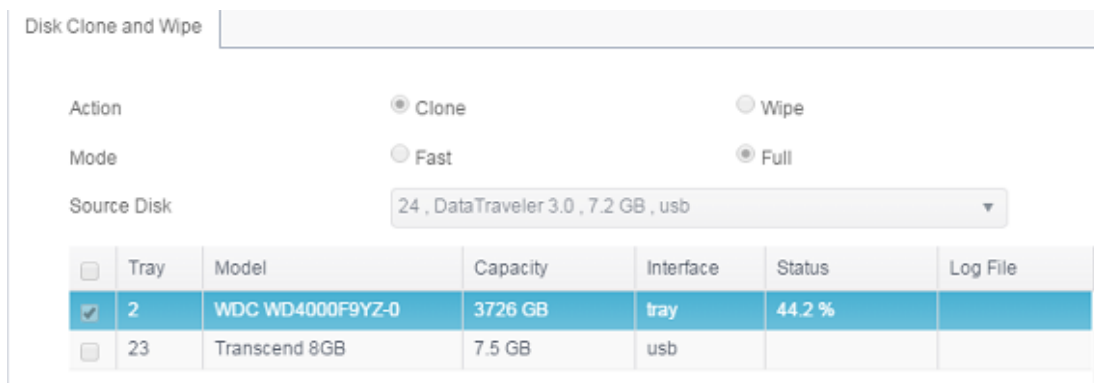 Disk Clone and Wipe
Action Clone Wipe
Mode Fast Full
Source Disk 24 , DataTraveler 3.0 , 7.2 GB , usb
Tray Model Capacity Interface Status Log File
2 WDC WD4000F9YZ-0 3726 GB tray 44.2 %
23 Transcend 8GB 7.5 GB usb